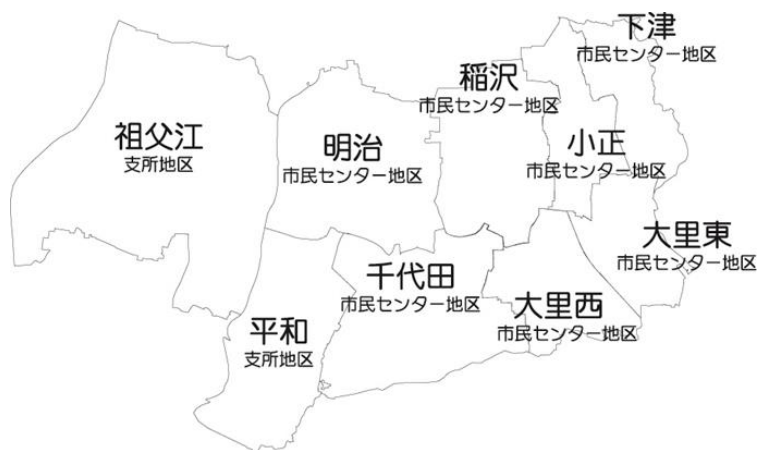 下津
市民センター地区
稲沢
市民センター地区
祖父江
支所地区
明治
市民センター地区
小正
市民センター地区
大里東
市民センター地区
千代田
市民センター地区
大里西
市民センター地区
平和
支所地区